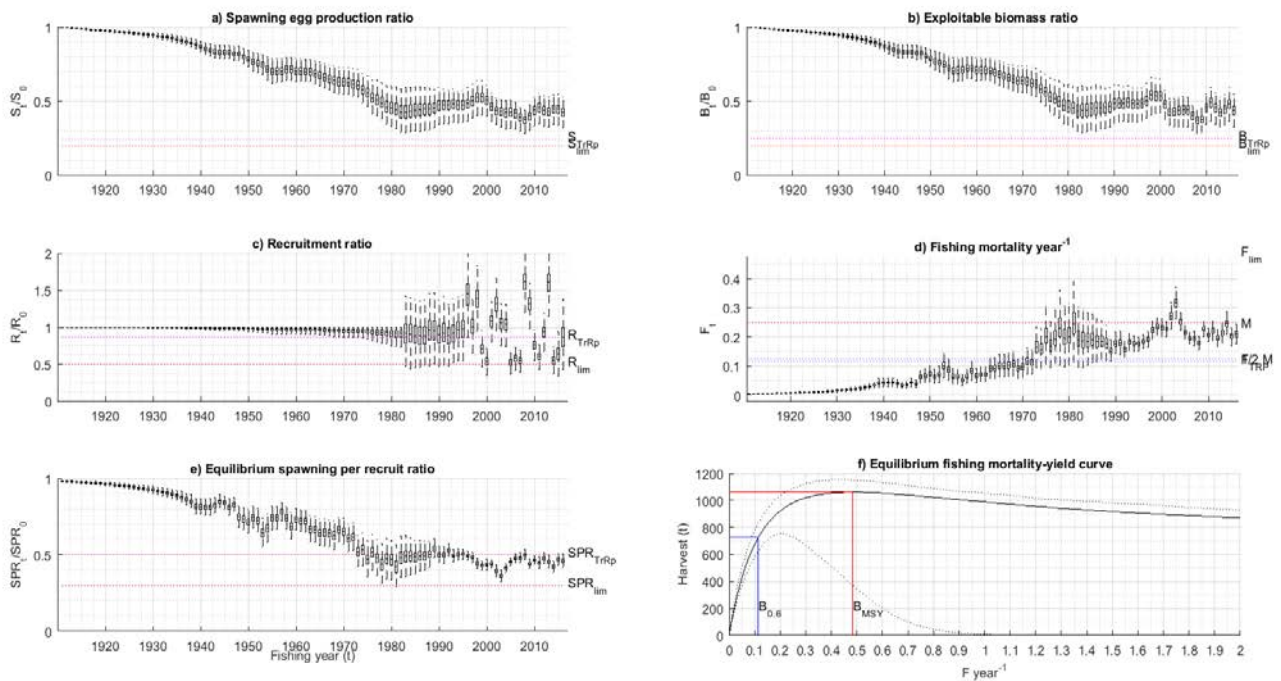 a) Spawning egg production ratio
1
0.5
0
S_t/S_0
S_TrRp
S_lim
1920 1930 1940 1950 1960 1970 1980 1990 2000 2010
b) Exploitable biomass ratio
1
0.5
0
B_t/B_0
B_TrRp
B_lim
1920 1930 1940 1950 1960 1970 1980 1990 2000 2010
c) Recruitment ratio
2
1.5
1
0.5
0
R_t/R_0
R_TrRp
R_lim
1920 1930 1940 1950 1960 1970 1980 1990 2000 2010
d) Fishing mortality year^-1
F_lim
0.4
0.3
0.2
0.1
0
F_t
M
1/2 M
1920 1930 1940 1950 1960 1970 1980 1990 2000 2010
e) Equilibrium spawning per recruit ratio
1
0.5
0
SPR_t/SPR_0
SPR_TrRp
SPR_lim
1920 1930 1940 1950 1960 1970 1980 1990 2000 2010
Fishing year (t)
f) Equilibrium fishing mortality-yield curve
1200
1000
800
600
400
200
0
Harvest (t)
B_0.6
B_MSY
0 0.1 0.2 0.3 0.4 0.5 0.6 0.7 0.8 0.9 1 1.1 1.2 1.3 1.4 1.5 1.6 1.7 1.8 1.9 2
F year^-1